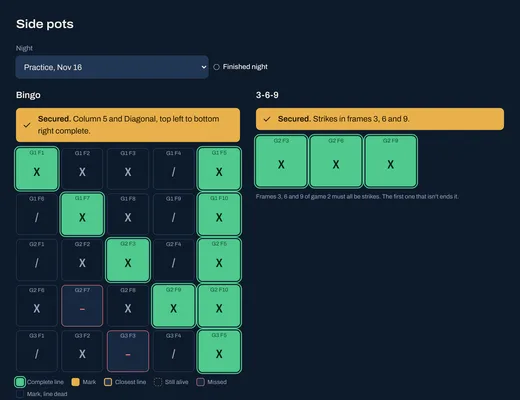 Side pots
Night
Practice, Nov 16
Finished night
Bingo
Secured. Column 5 and Diagonal, top left to bottom
right complete.
G1 F1 G1 F2 G1 F3 G1 F4 G1 F5
X X X / X
G1 F6 G1 F7 G1 F8 G1 F9 G1 F10
/ X X / X
G2 F1 G2 F2 G2 F3 G2 F4 G2 F5
/ X X / X
G2 F6 G2 F7 G2 F8 G2 F9 G2 F10
X – X X X
G3 F1 G3 F2 G3 F3 G3 F4 G3 F5
/ X – / X
Complete line
Mark
Closest line
Still alive
Missed
Mark, line dead
3-6-9
Secured. Strikes in frames 3, 6 and 9.
G2 F3 G2 F6 G2 F9
X X X
Frames 3, 6 and 9 of game 2 must all be strikes. The first one that isn't ends it.